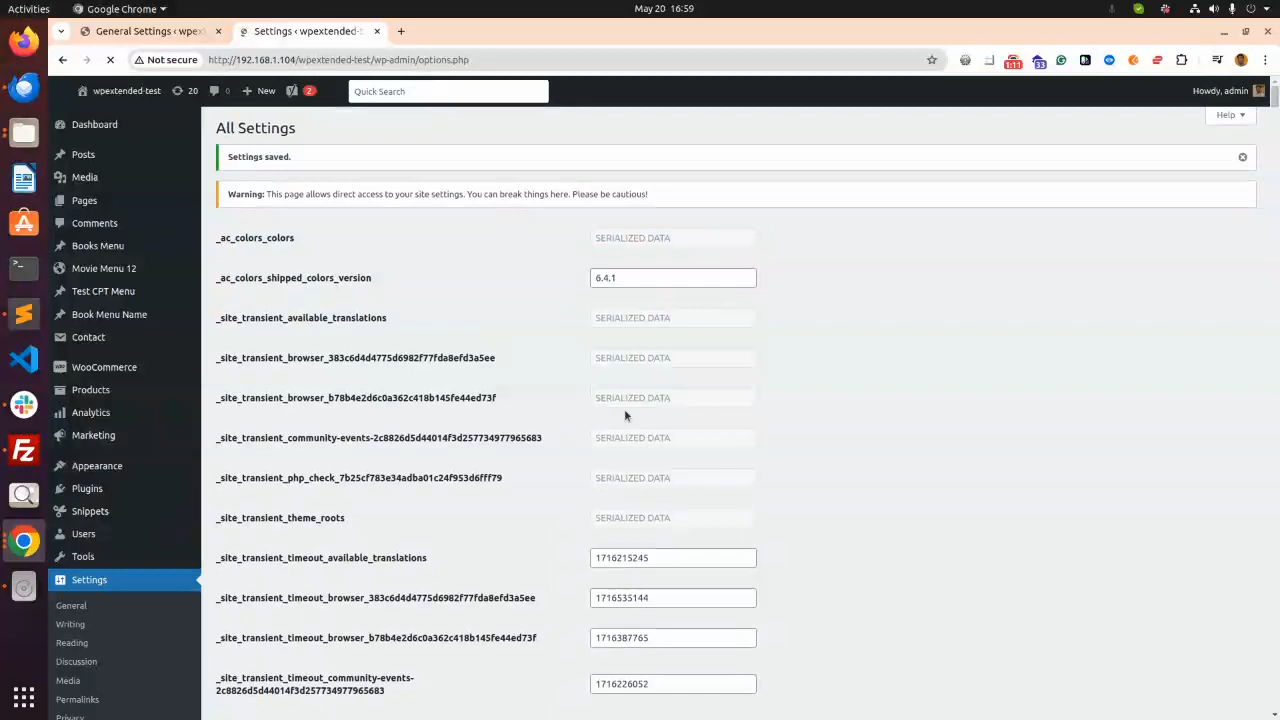 Activities
Google Chrome
May 20 16:59
General Settings ‹ wpex
Settings ‹ wpextended-t
Not secure
http://192.168.1.104/wpextended-test/wp-admin/options.php
1:11
33
wpextended-test
20
0
New
2
Quick Search
Howdy, admin
Dashboard
Posts
Media
Pages
Comments
Books Menu
Movie Menu 12
Test CPT Menu
Book Menu Name
Contact
WooCommerce
Products
Analytics
Marketing
Appearance
Plugins
Snippets
Users
Tools
Settings
General
Writing
Reading
Discussion
Media
Permalinks
Privacy
Help
All Settings
Settings saved.
Warning: This page allows direct access to your site settings. You can break things here. Please be cautious!
_ac_colors_colors SERIALIZED DATA
_ac_colors_shipped_colors_version 6.4.1
_site_transient_available_translations SERIALIZED DATA
_site_transient_browser_383c6d4d4775d6982f77fda8efd3a5ee SERIALIZED DATA
_site_transient_browser_b78b4e2d6c0a362c418b145fe44ed73f SERIALIZED DATA
_site_transient_community-events-2c8826d5d44014f3d257734977965683 SERIALIZED DATA
_site_transient_php_check_7b25cf783e34adba01c24f953d6fff79 SERIALIZED DATA
_site_transient_theme_roots SERIALIZED DATA
_site_transient_timeout_available_translations 1716215245
_site_transient_timeout_browser_383c6d4d4775d6982f77fda8efd3a5ee 1716535144
_site_transient_timeout_browser_b78b4e2d6c0a362c418b145fe44ed73f 1716387765
_site_transient_timeout_community-events-
2c8826d5d44014f3d257734977965683 1716226052